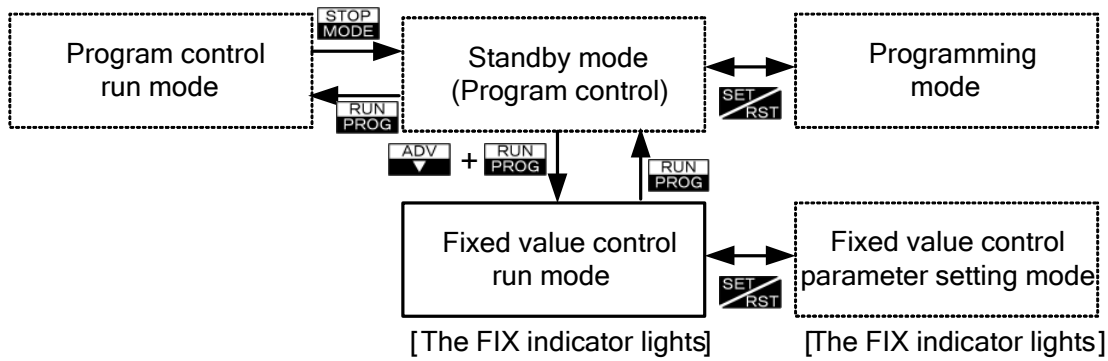 STOP
MODE
Program control
run mode
Standby mode
(Program control)
Programming
mode
RUN
PROG
SET
RST
ADV
+
RUN
PROG
RUN
PROG
Fixed value control
run mode
Fixed value control
parameter setting mode
SET
RST
[The FIX indicator lights]
[The FIX indicator lights]